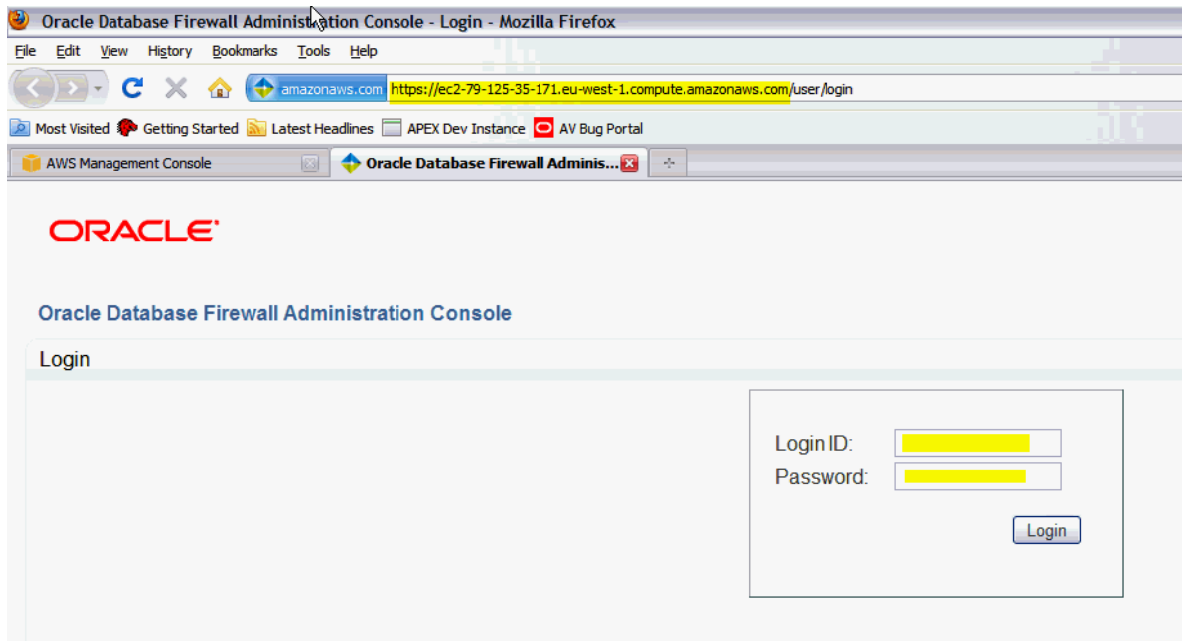 Oracle Database Firewall Administration Console - Login - Mozilla Firefox
File Edit View History Bookmarks Tools Help
amazonaws.com https://ec2-79-125-35-171.eu-west-1.compute.amazonaws.com/user/login
Most Visited Getting Started Latest Headlines APEX Dev Instance AV Bug Portal
AWS Management Console Oracle Database Firewall Adminis...
ORACLE
Oracle Database Firewall Administration Console
Login
Login ID:
Password:
Login